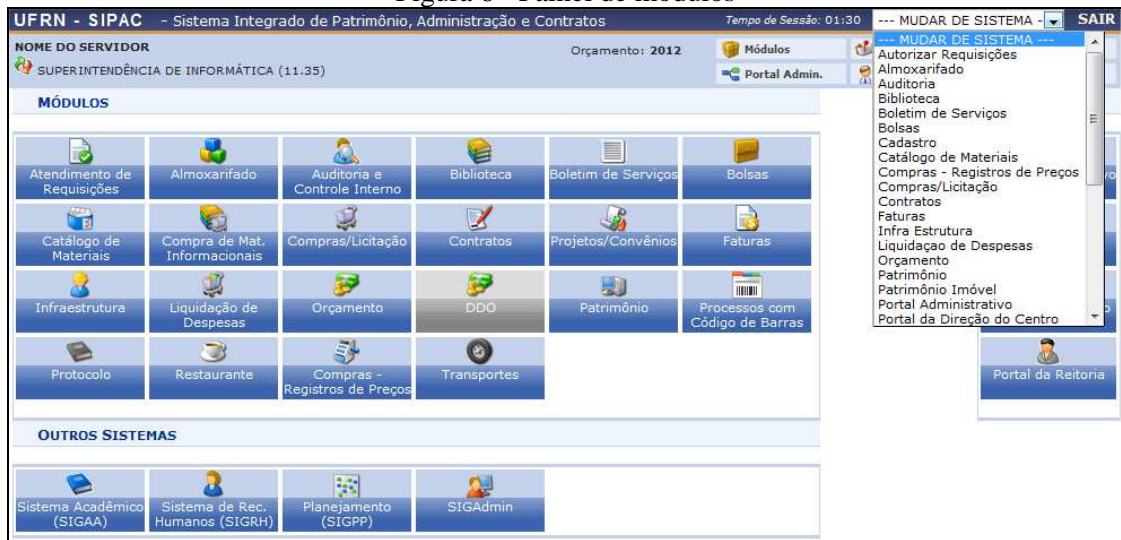 Figura 6 - Painel de módulos
UFRN - SIPAC - Sistema Integrado de Patrimônio, Administração e Contratos
Tempo de Sessão: 01:30
--- MUDAR DE SISTEMA -
SAIR
NOME DO SERVIDOR
Orçamento: 2012
Módulos
SUPERINTENDÊNCIA DE INFORMÁTICA (11.35)
Portal Admin.
--- MUDAR DE SISTEMA ---
Autorizar Requisições
Almoxarifado
Auditoria
Biblioteca
Boletim de Serviços
Bolsas
Cadastro
Catálogo de Materiais
Compras - Registros de Preços
Compras/Licitação
Contratos
Faturas
Infra Estrutura
Liquidaçao de Despesas
Orçamento
Patrimônio
Patrimônio Imóvel
Portal Administrativo
Portal da Direção do Centro
MÓDULOS
Atendimento de
Requisições
Almoxarifado
Auditoria e
Controle Interno
Biblioteca
Boletim de Serviços
Bolsas
Catálogo de
Materiais
Compra de Mat.
Informacionais
Compras/Licitação
Contratos
Projetos/Convênios
Faturas
Infraestrutura
Liquidação de
Despesas
Orçamento
DDO
Patrimônio
Processos com
Código de Barras
Protocolo
Restaurante
Compras -
Registros de Preços
Transportes
Portal da Reitoria
OUTROS SISTEMAS
Sistema Acadêmico
(SIGAA)
Sistema de Rec.
Humanos (SIGRH)
Planejamento
(SIGPP)
SIGAdmin